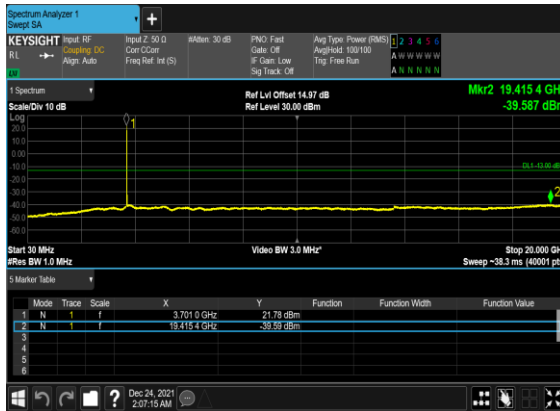 Spectrum Analyzer 1
Swept SA
+
KEYSIGHT Input: RF Input Z: 50 Ω #Atten: 30 dB PNO: Fast Avg Type: Power (RMS) 1 2 3 4 5 6
RL Coupling: DC Corr CCorr Gate: Off Avg|Hold: 100/100 A W W W W W
Align: Auto Freq Ref: Int (S) IF Gain: Low Trig: Free Run
Sig Track: Off A N N N N N
1 Spectrum
Ref Lvl Offset 14.97 dB Mkr2 19.415 4 GHz
Scale/Div 10 dB Ref Level 30.00 dBm -39.587 dBm
Log
1
20.0
10.0
0.00
-10.0
DL1 -13.00 dB
-20.0
-30.0
2
-40.0
-50.0
-60.0
Start 30 MHz Video BW 3.0 MHz* Stop 20.000 GH
#Res BW 1.0 MHz Sweep ~38.3 ms (40001 pt
5 Marker Table
Mode Trace Scale X Y Function Function Width Function Value
1 N 1 f 3.701 0 GHz 21.78 dBm
2 N 1 f 19.415 4 GHz -39.59 dBm
3
4
5
6
? Dec 24, 2021
2:07:15 AM